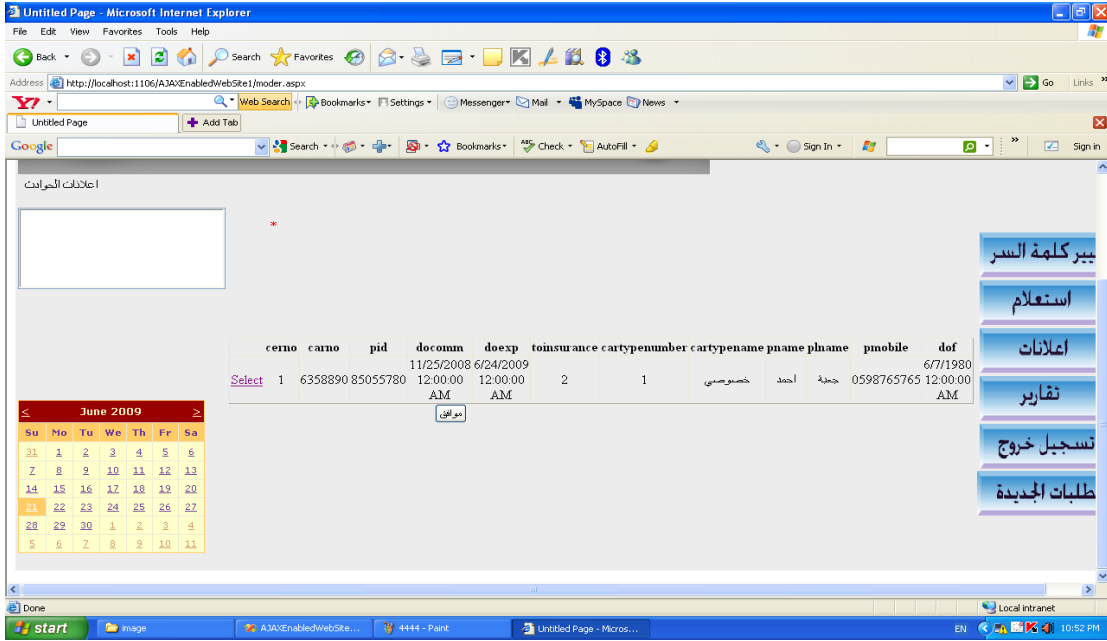 Untitled Page - Microsoft Internet Explorer
File Edit View Favorites Tools Help
Back Search Favorites
Address http://localhost:1106/AJAXEnabledWebSite1/moder.aspx Go Links
Y! Web Search Bookmarks Settings Messenger Mail MySpace News
Untitled Page Add Tab
Google Search Bookmarks Check AutoFill Sign In Sign in
اعلانات الحوادث
*
يير كلمة السر
استعلام
اعلانات
تقارير
تسجيل خروج
طلبات الجديدة
cerno carno pid docomm doexp toinsurance cartypenumber cartypename pname plname pmobile dof
Select 1 6358890 85055780 11/25/2008 12:00:00 AM 6/24/2009 12:00:00 AM 2 1 خصوصي أحمد 0598765765 6/7/1980 12:00:00 AM
موافق
< June 2009 >
Su Mo Tu We Th Fr Sa
31 1 2 3 4 5 6
7 8 9 10 11 12 13
14 15 16 17 18 19 20
21 22 23 24 25 26 27
28 29 30 1 2 3 4
5 6 7 8 9 10 11
Done Local intranet
start image AJAXEnabledWebSite... 4444 - Paint Untitled Page - Micros... EN 10:52 PM